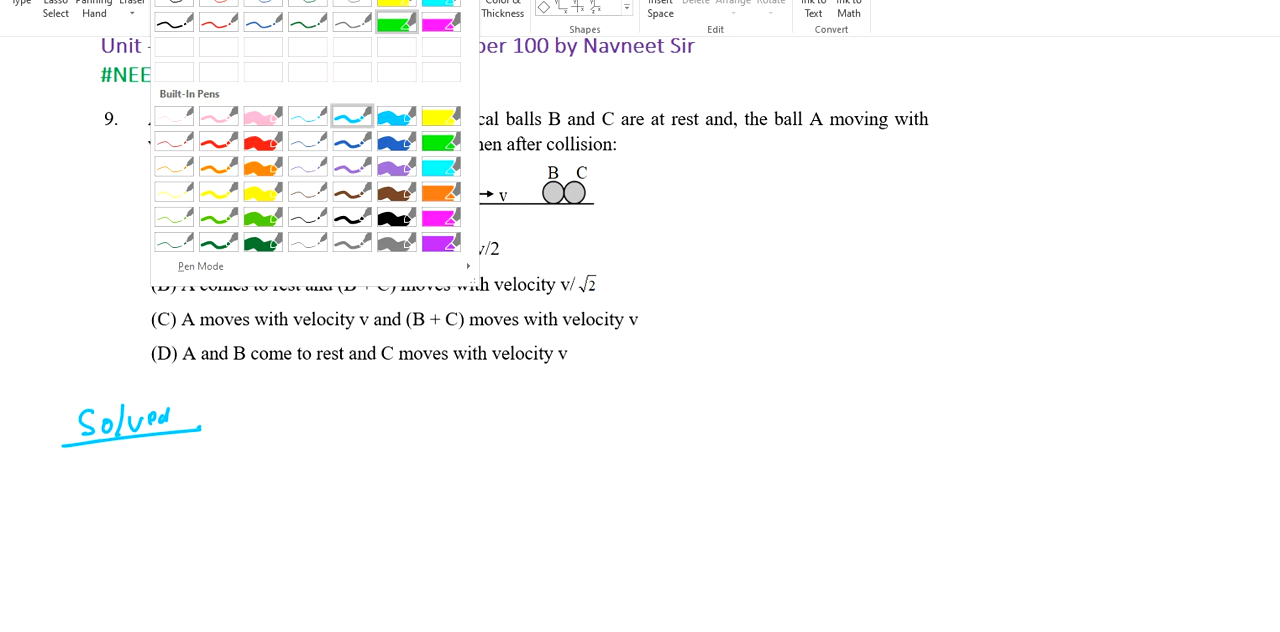 Lasso Panning
Select Hand
Color &
Thickness
Insert Delete Arrange Rotate
Space
Ink to Ink to
Text Math
Shapes Edit Convert
Unit - per 100 by Navneet Sir
#NEE
Built-In Pens
9. cal balls B and C are at rest and, the ball A moving with
hen after collision:
B C
v
v/2
Pen Mode
(B) A comes to rest and (B + C) moves with velocity v/√2
(C) A moves with velocity v and (B + C) moves with velocity v
(D) A and B come to rest and C moves with velocity v
Solved